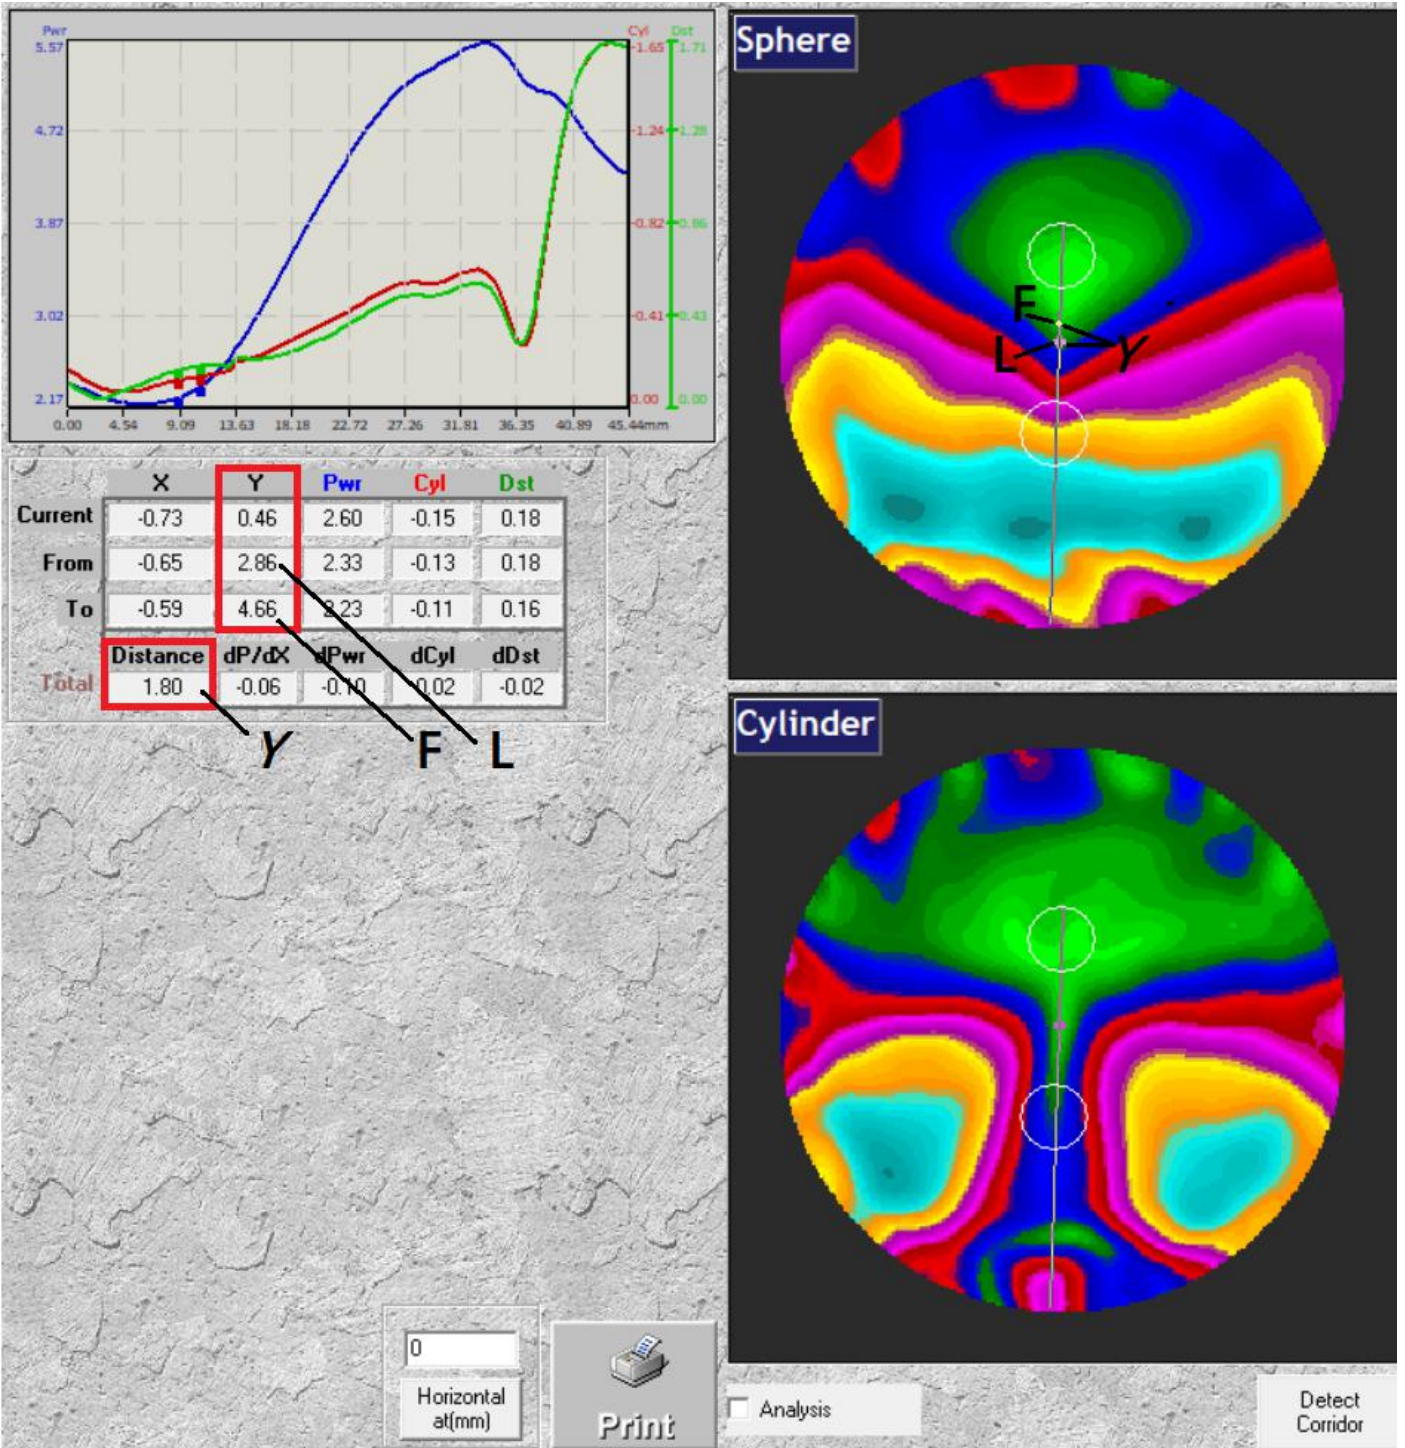 Pwr Cyl Dst
5.57 -1.65 1.71
4.72 -1.24 1.28
3.87 -0.82 0.86
3.02 -0.41 0.43
2.17 0.00 0.00
0.00 4.54 9.09 13.63 18.18 22.72 27.26 31.81 36.35 40.89 45.44mm
X Y Pwr Cyl Dst
Current -0.73 0.46 2.60 -0.15 0.18
From -0.65 2.86 2.33 -0.13 0.18
To -0.59 4.66 2.23 -0.11 0.16
Distance dP/dX dPwr dCyl dDst
Total 1.80 -0.06 -0.10 0.02 -0.02
Y F L
0
Horizontal
at(mm)
Print
Sphere
F
L Y
Cylinder
Analysis
Detect
Corridor